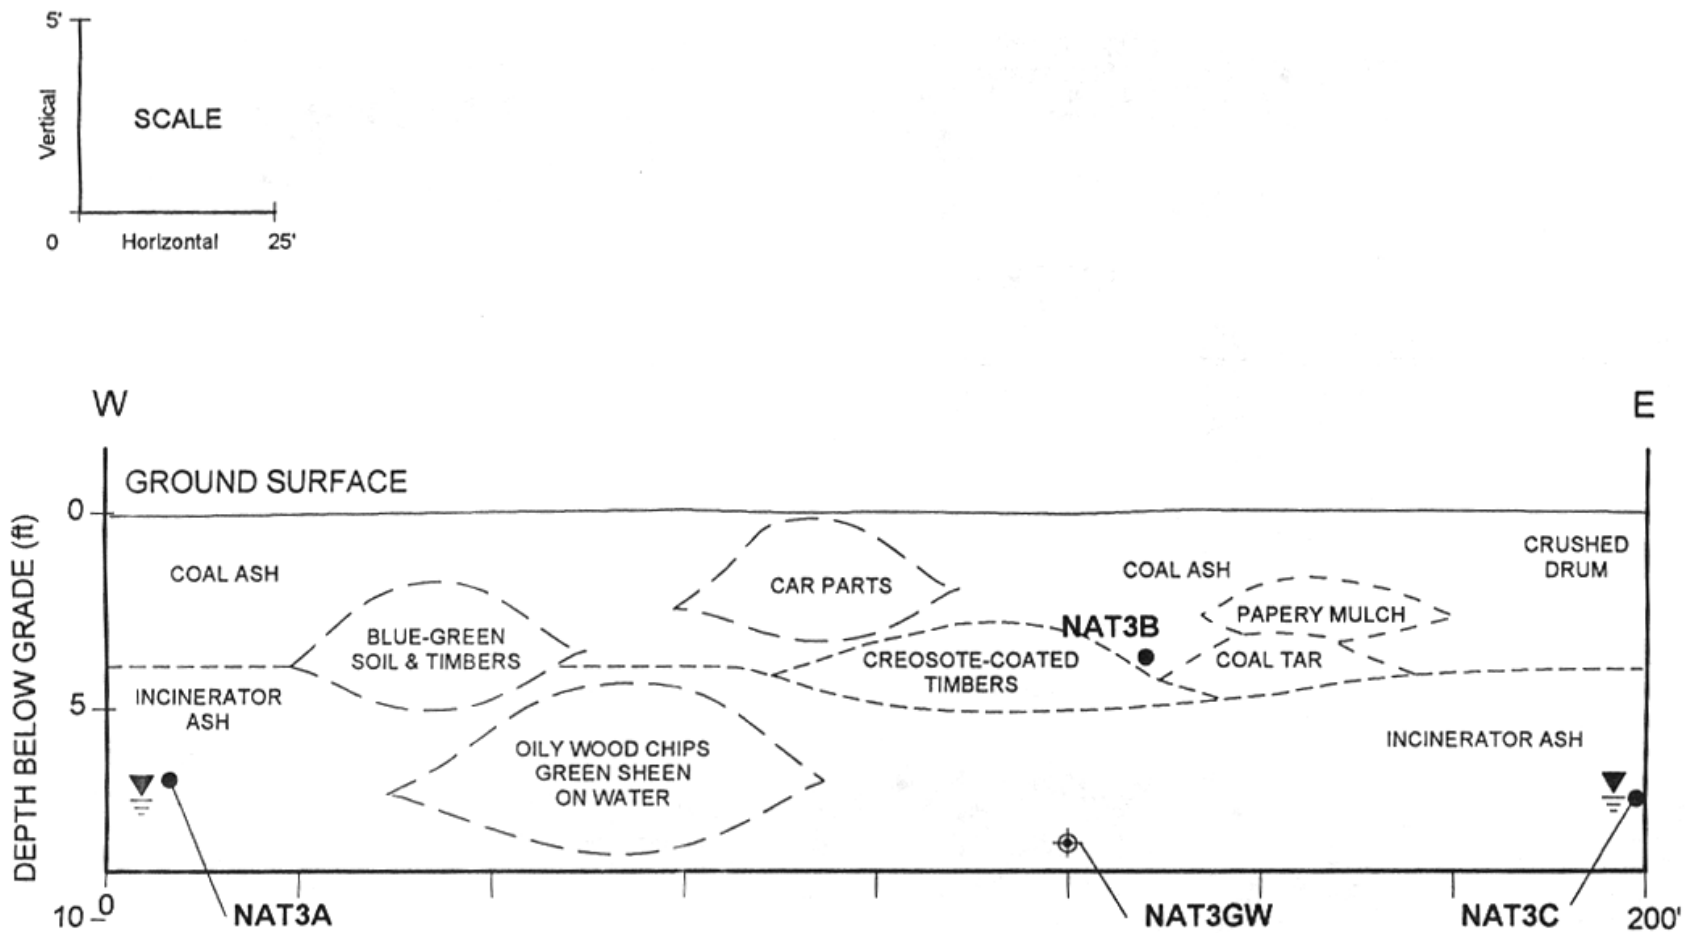 5'
Vertical
SCALE
0
Horizontal
25'
W
E
GROUND SURFACE
DEPTH BELOW GRADE (ft)
0
5
10
COAL ASH
BLUE-GREEN
SOIL & TIMBERS
CAR PARTS
COAL ASH
CRUSHED
DRUM
NAT3B
PAPERY MULCH
CREOSOTE-COATED
TIMBERS
COAL TAR
INCINERATOR
ASH
OILY WOOD CHIPS
GREEN SHEEN
ON WATER
INCINERATOR ASH
0
NAT3A
NAT3GW
NAT3C
200'